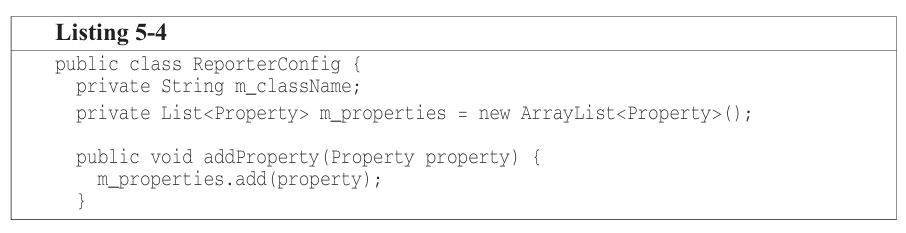 Listing 5-4
public class ReporterConfig {
  private String m_className;
  private List<Property> m_properties = new ArrayList<Property>();

  public void addProperty(Property property) {
    m_properties.add(property);
  }